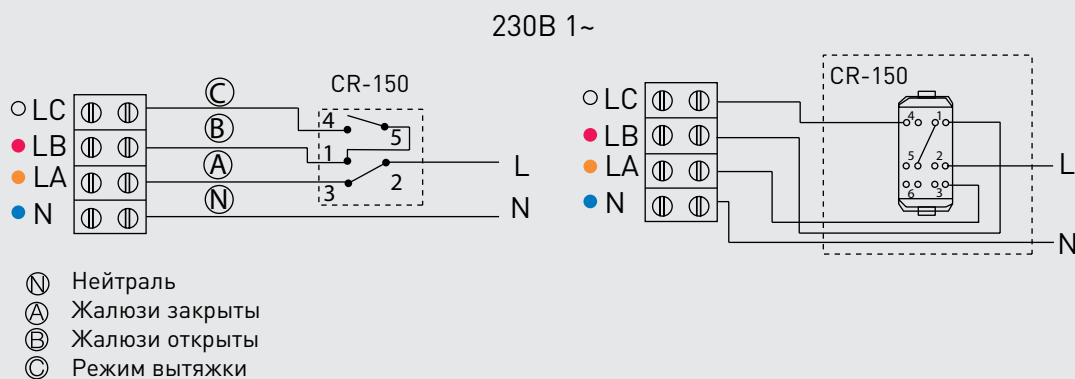 230В 1~
CR-150
LC
LB
LA
N
C
B
A
N
4
5
1
2
3
L
N
CR-150
LC
LB
LA
N
4
1
5
2
6
3
L
N
N Нейтраль
A Жалюзи закрыты
B Жалюзи открыты
C Режим вытяжки